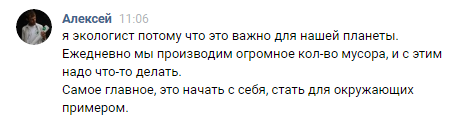 Алексей 11:06
я экологист потому что это важно для нашей планеты.
Ежедневно мы производим огромное кол-во мусора, и с этим
надо что-то делать.
Самое главное, это начать с себя, стать для окружающих
примером.